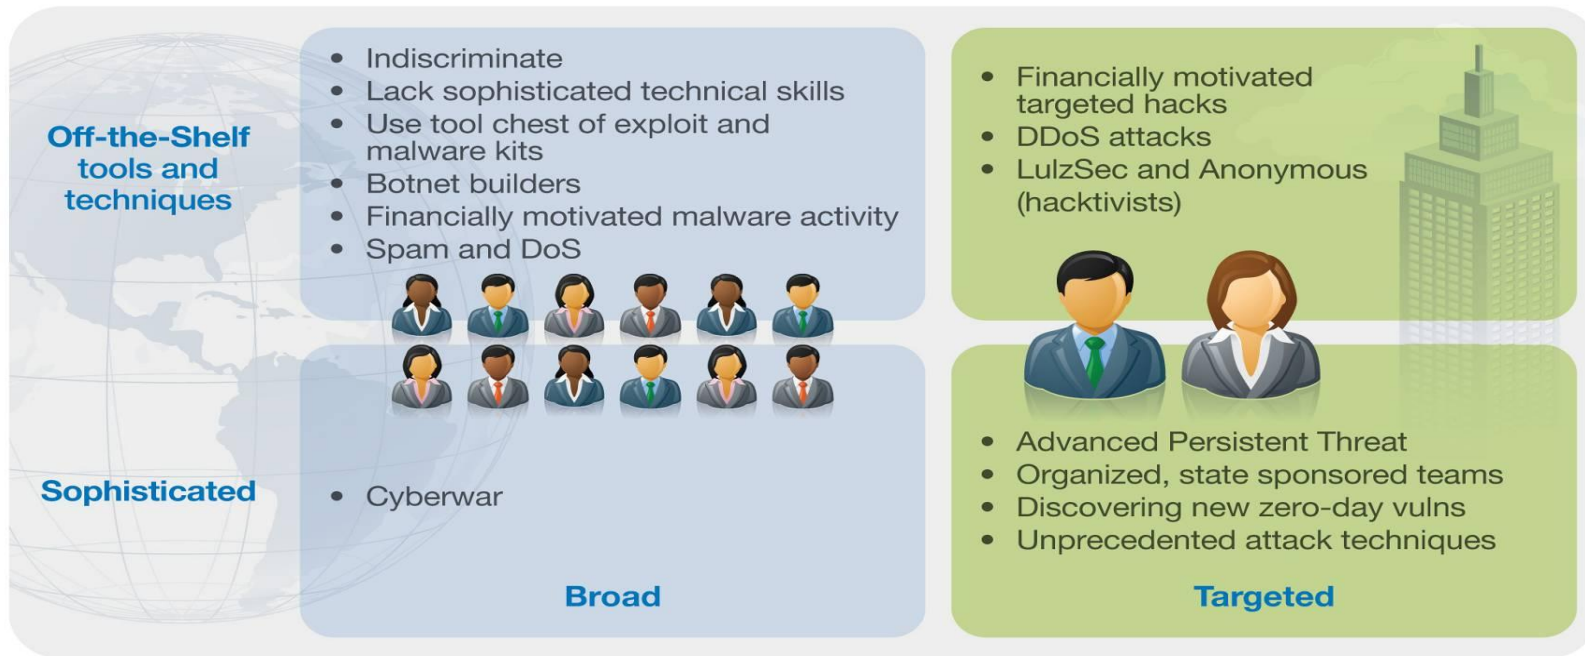 Off-the-Shelf
tools and
techniques
• Indiscriminate
• Lack sophisticated technical skills
• Use tool chest of exploit and
malware kits
• Botnet builders
• Financially motivated malware activity
• Spam and DoS
• Financially motivated
targeted hacks
• DDoS attacks
• LulzSec and Anonymous
(hacktivists)
Sophisticated
• Cyberwar
• Advanced Persistent Threat
• Organized, state sponsored teams
• Discovering new zero-day vulns
• Unprecedented attack techniques
Broad
Targeted